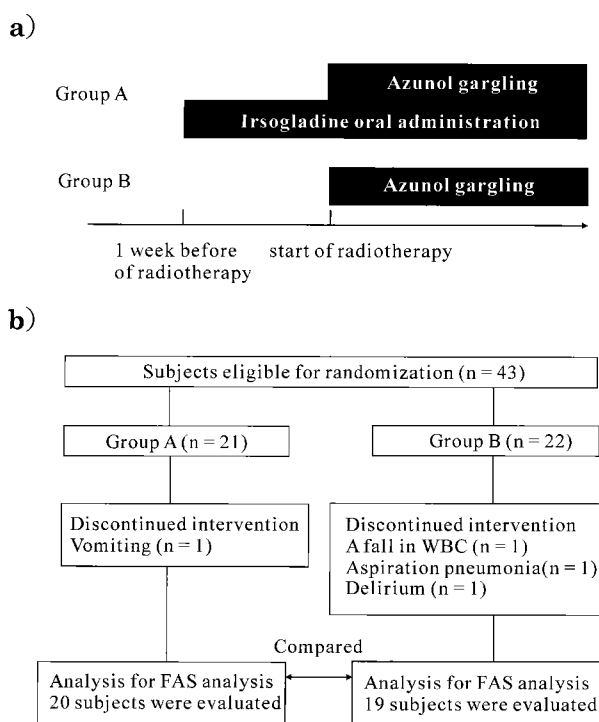 a)
Group A
Azunol gargling
Irsogladine oral administration
Group B
Azunol gargling
1 week before
of radiotherapy
start of radiotherapy
b)
Subjects eligible for randomization (n = 43)
Group A (n = 21)
Group B (n = 22)
Discontinued intervention
Vomiting (n = 1)
Discontinued intervention
A fall in WBC (n = 1)
Aspiration pneumonia(n = 1)
Delirium (n = 1)
Compared
Analysis for FAS analysis
20 subjects were evaluated
Analysis for FAS analysis
19 subjects were evaluated